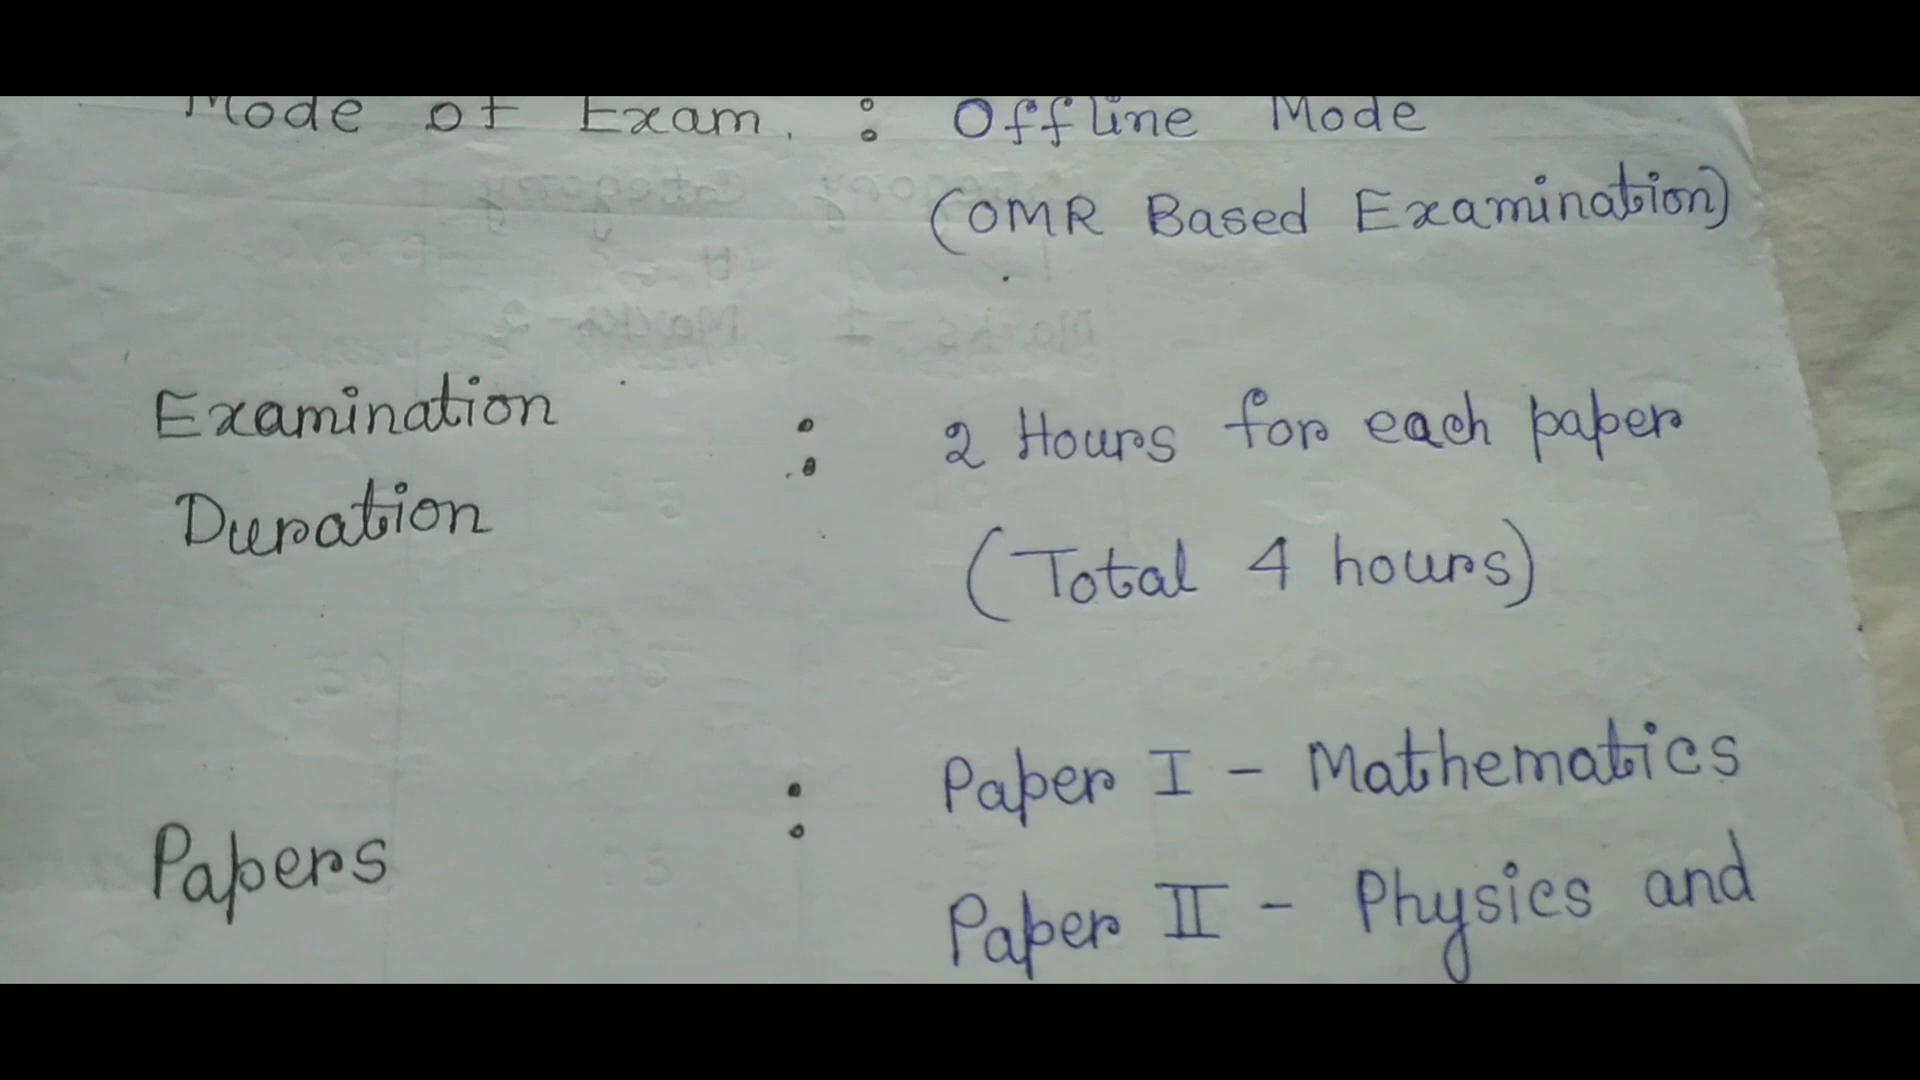 Mode of Exam. : Offline Mode
(OMR Based Examination)
Examination : 2 Hours for each paper
Duration
(Total 4 hours)
Paper I - Mathematics
Papers :
Paper II - Physics and